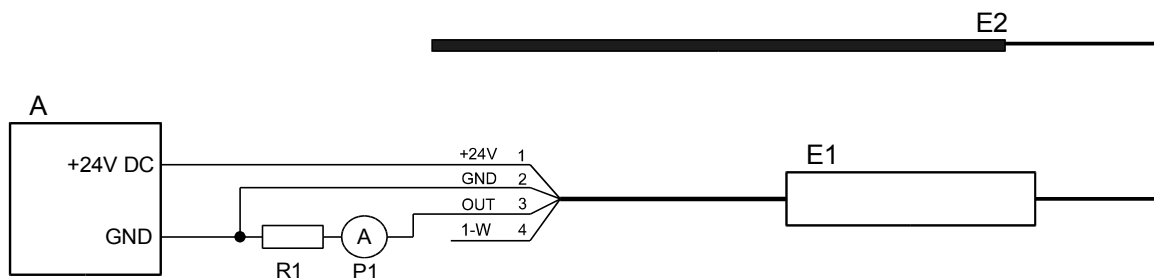 E2
A
E1
+24V DC
+24V 1
GND 2
OUT 3
1-W 4
GND
A
R1
P1